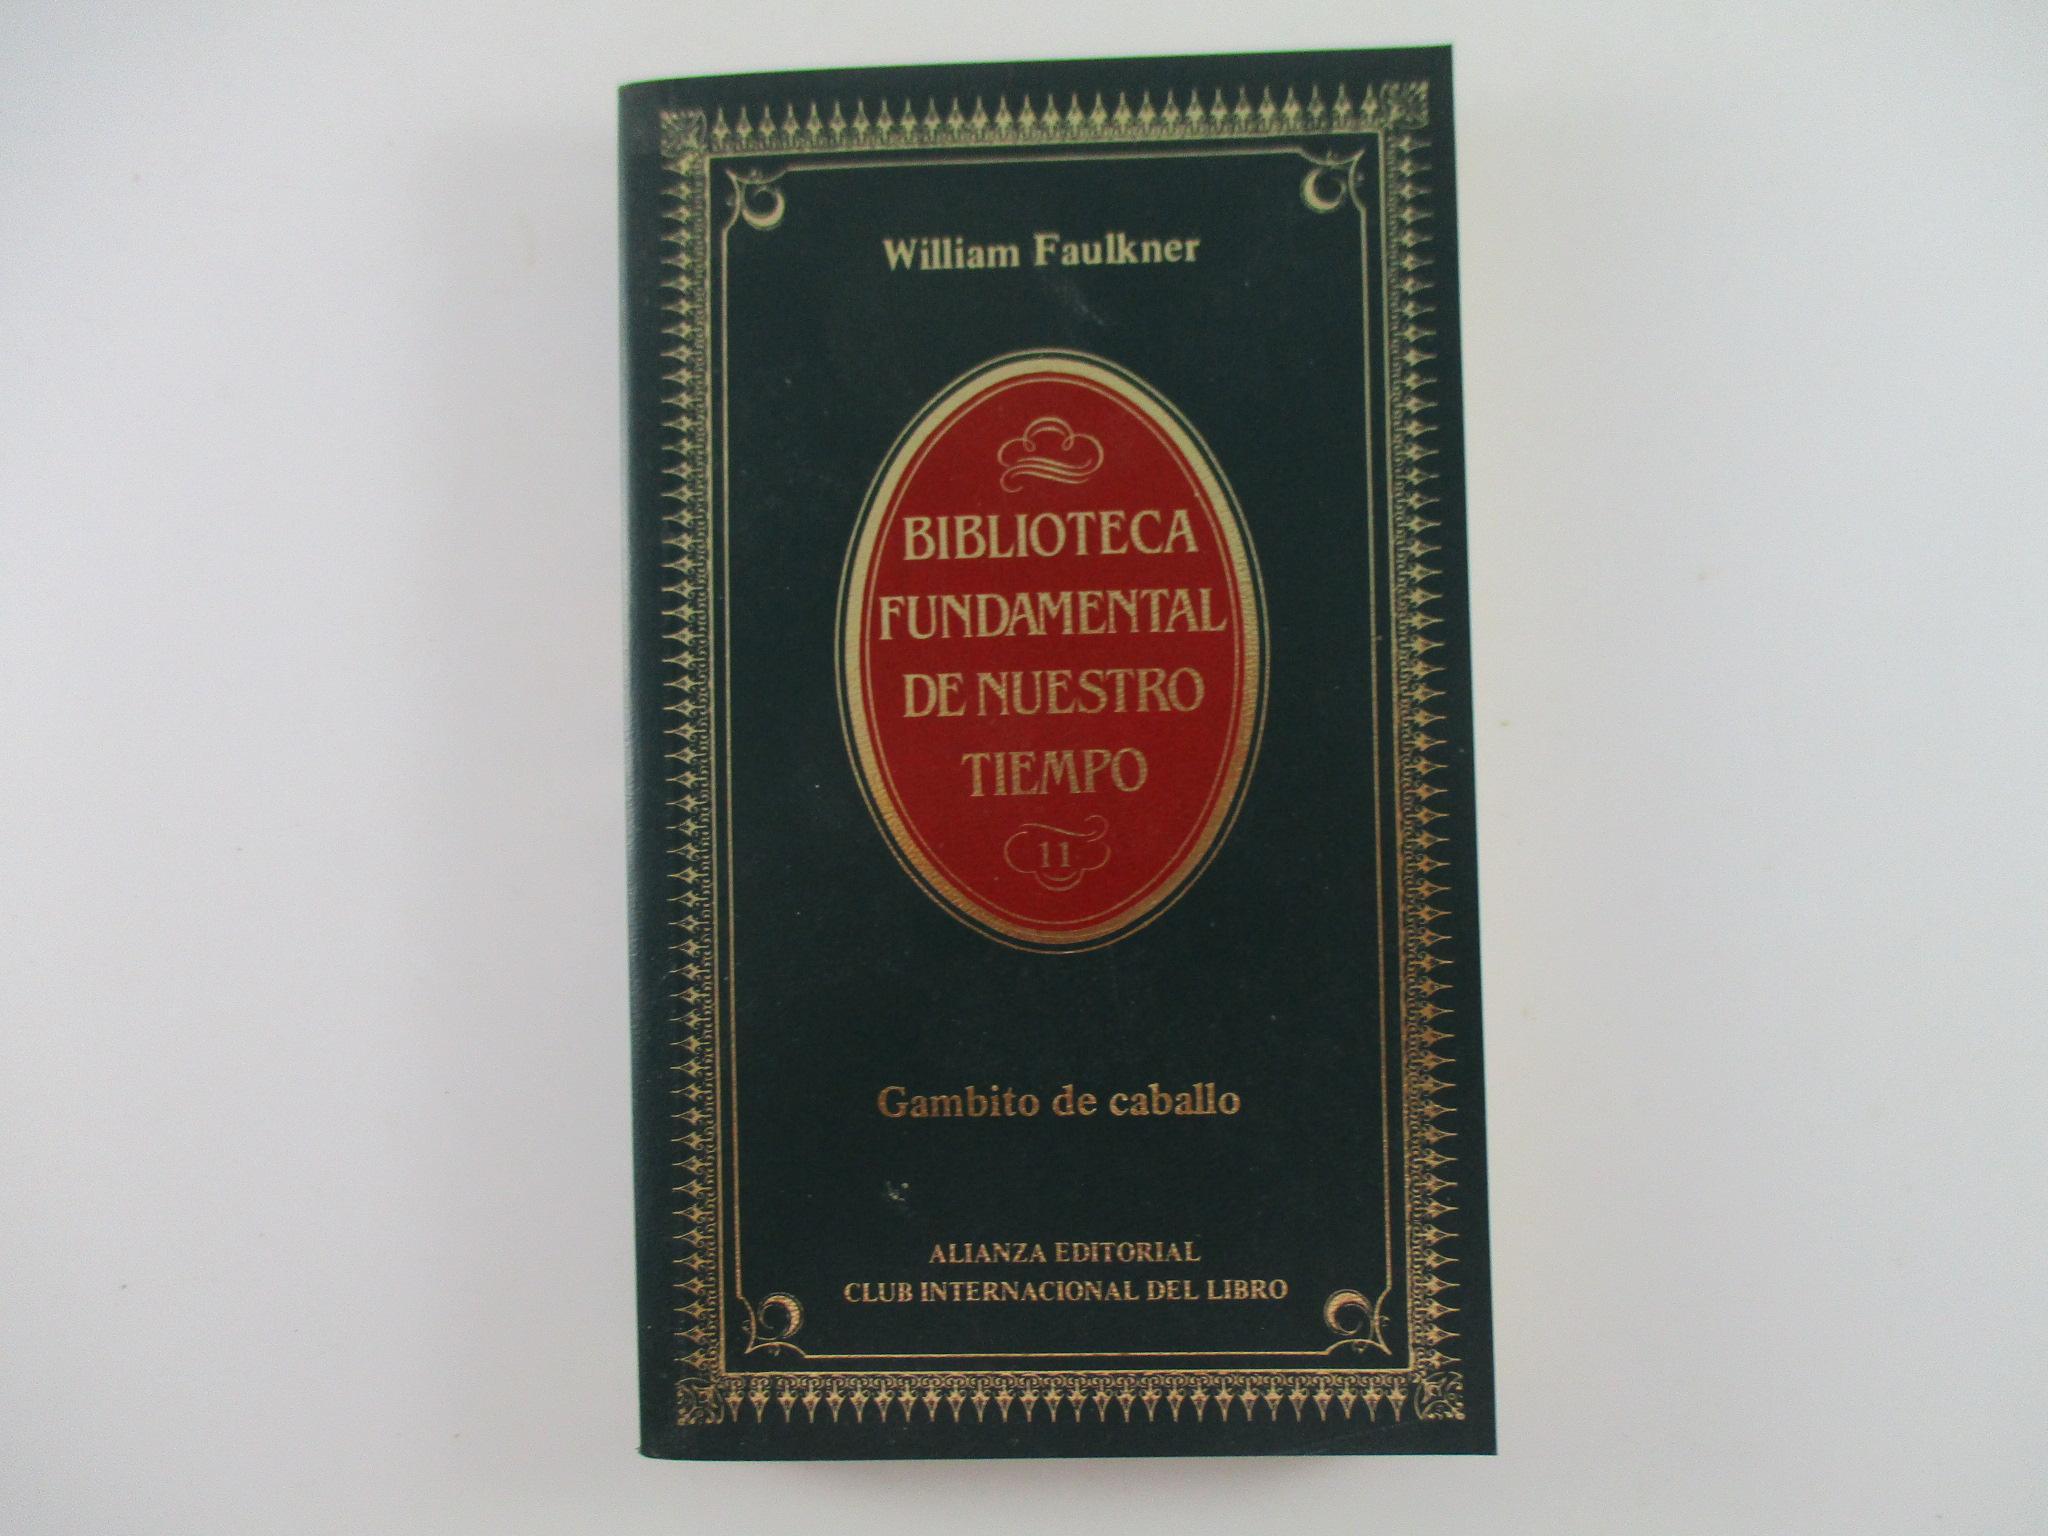 William Faulkner
BIBLIOTECA
FUNDAMENTAL
DE NUESTRO
TIEMPO
11
Gambito de caballo
ALIANZA EDITORIAL
CLUB INTERNACIONAL DEL LIBRO